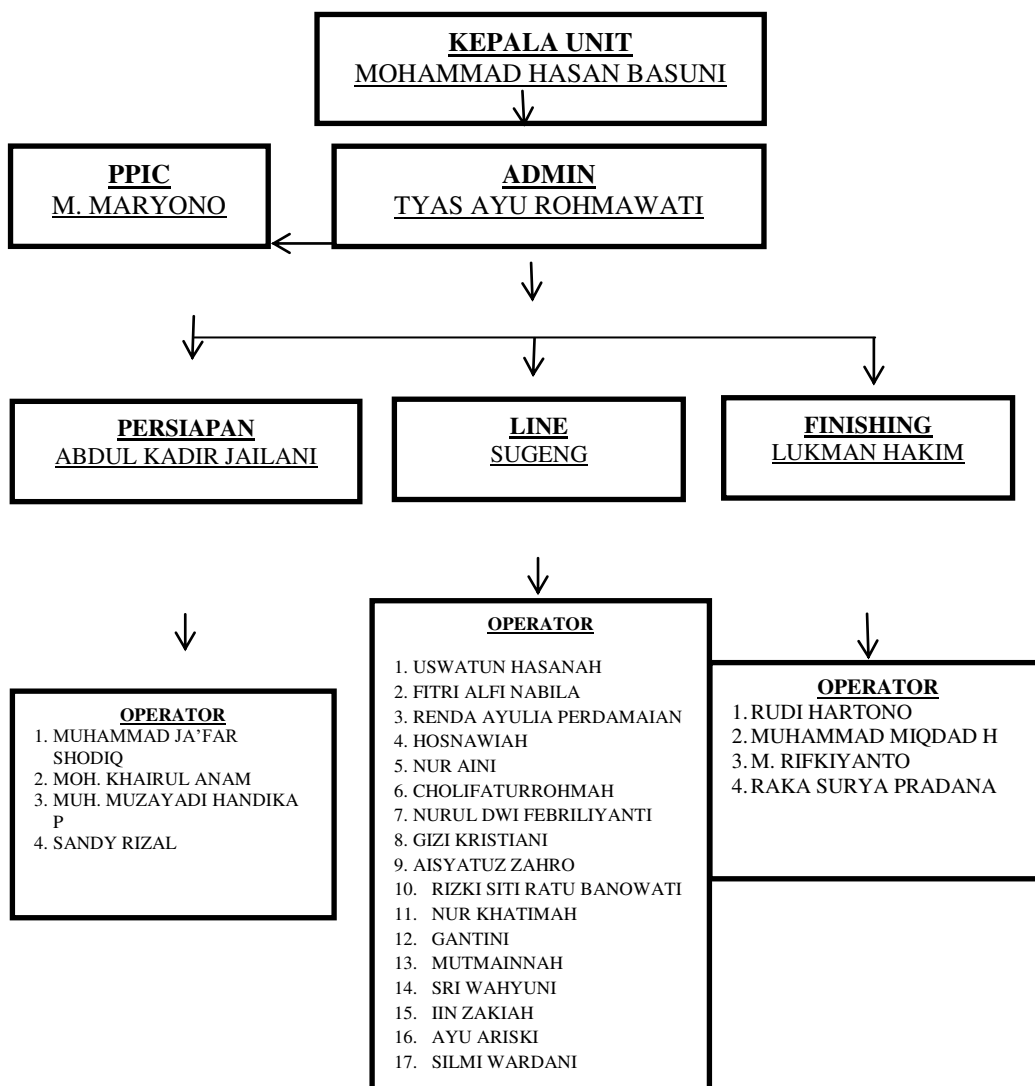 KEPALA UNIT
MOHAMMAD HASAN BASUNI
PPIC
M. MARYONO
ADMIN
TYAS AYU ROHMAWATI
PERSIAPAN
ABDUL KADIR JAILANI
LINE
SUGENG
FINISHING
LUKMAN HAKIM
OPERATOR
1. MUHAMMAD JA’FAR
SHODIQ
2. MOH. KHAIRUL ANAM
3. MUH. MUZAYADI HANDIKA
P
4. SANDY RIZAL
OPERATOR
1. USWATUN HASANAH
2. FITRI ALFI NABILA
3. RENDA AYULIA PERDAMAIAN
4. HOSNAWIAH
5. NUR AINI
6. CHOLIFATURROHMAH
7. NURUL DWI FEBRILIYANTI
8. GIZI KRISTIANI
9. AISYATUZ ZAHRO
10. RIZKI SITI RATU BANOWATI
11. NUR KHATIMAH
12. GANTINI
13. MUTMAINNAH
14. SRI WAHYUNI
15. IIN ZAKIAH
16. AYU ARISKI
17. SILMI WARDANI
OPERATOR
1. RUDI HARTONO
2. MUHAMMAD MIQDAD H
3. M. RIFKIYANTO
4. RAKA SURYA PRADANA